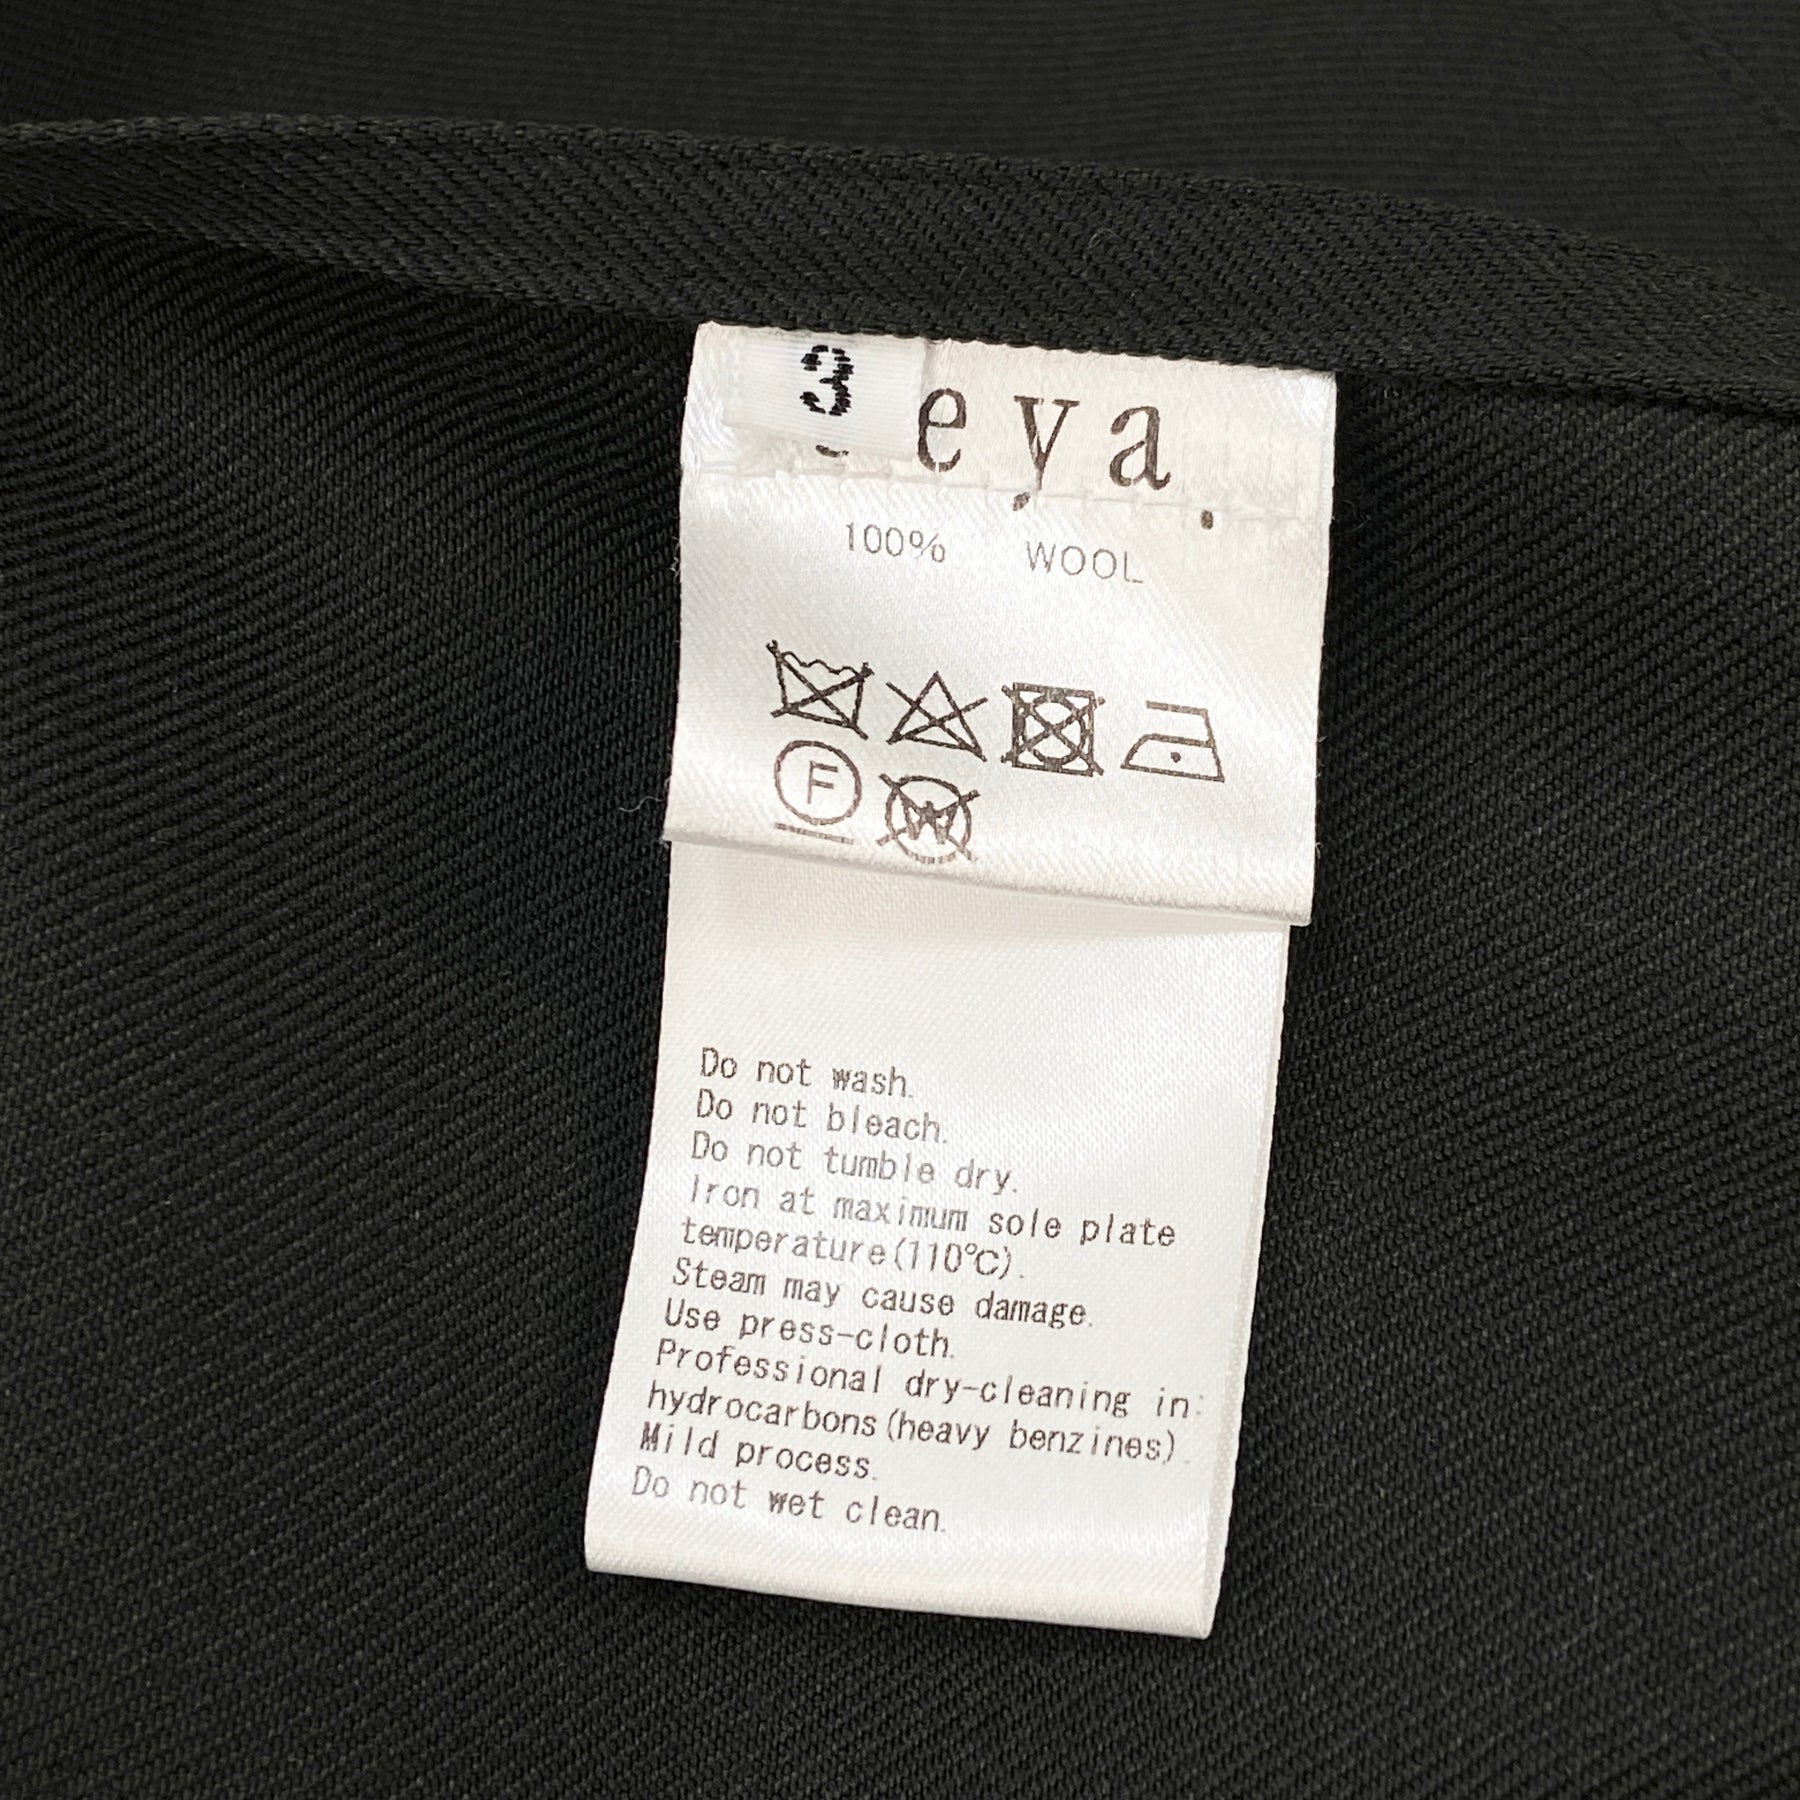 3
eya.
100% WOOL
F
W
Do not wash.
Do not bleach.
Do not tumble dry.
Iron at maximum sole plate
temperature(110℃).
Steam may cause damage.
Use press-cloth.
Professional dry-cleaning in:
hydrocarbons(heavy benzines).
Mild process.
Do not wet clean.